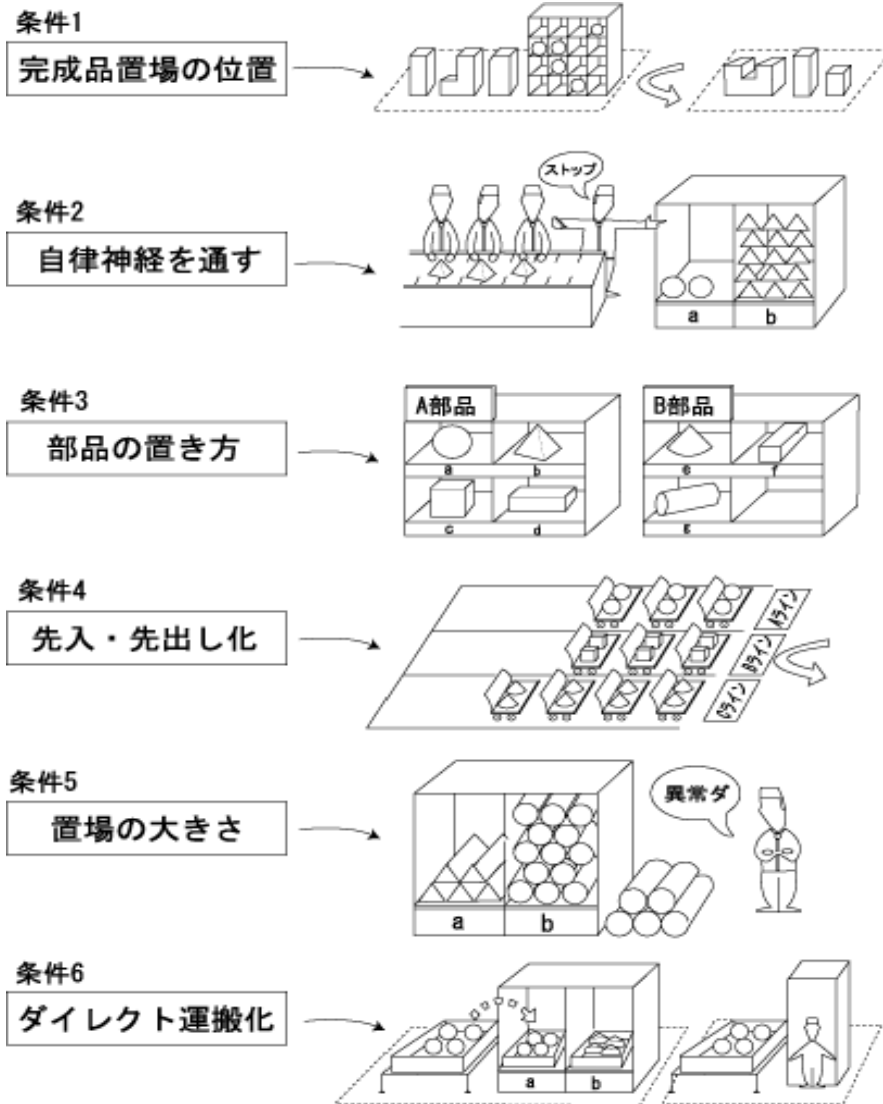 条件1
完成品置場の位置
条件2
自律神経を通す
ストップ
a
b
条件3
部品の置き方
A部品
a
b
c
d
B部品
e
f
g
条件4
先入・先出し化
Aライン
Bライン
Cライン
条件5
置場の大きさ
a
b
異常ダ
条件6
ダイレクト運搬化
a
b